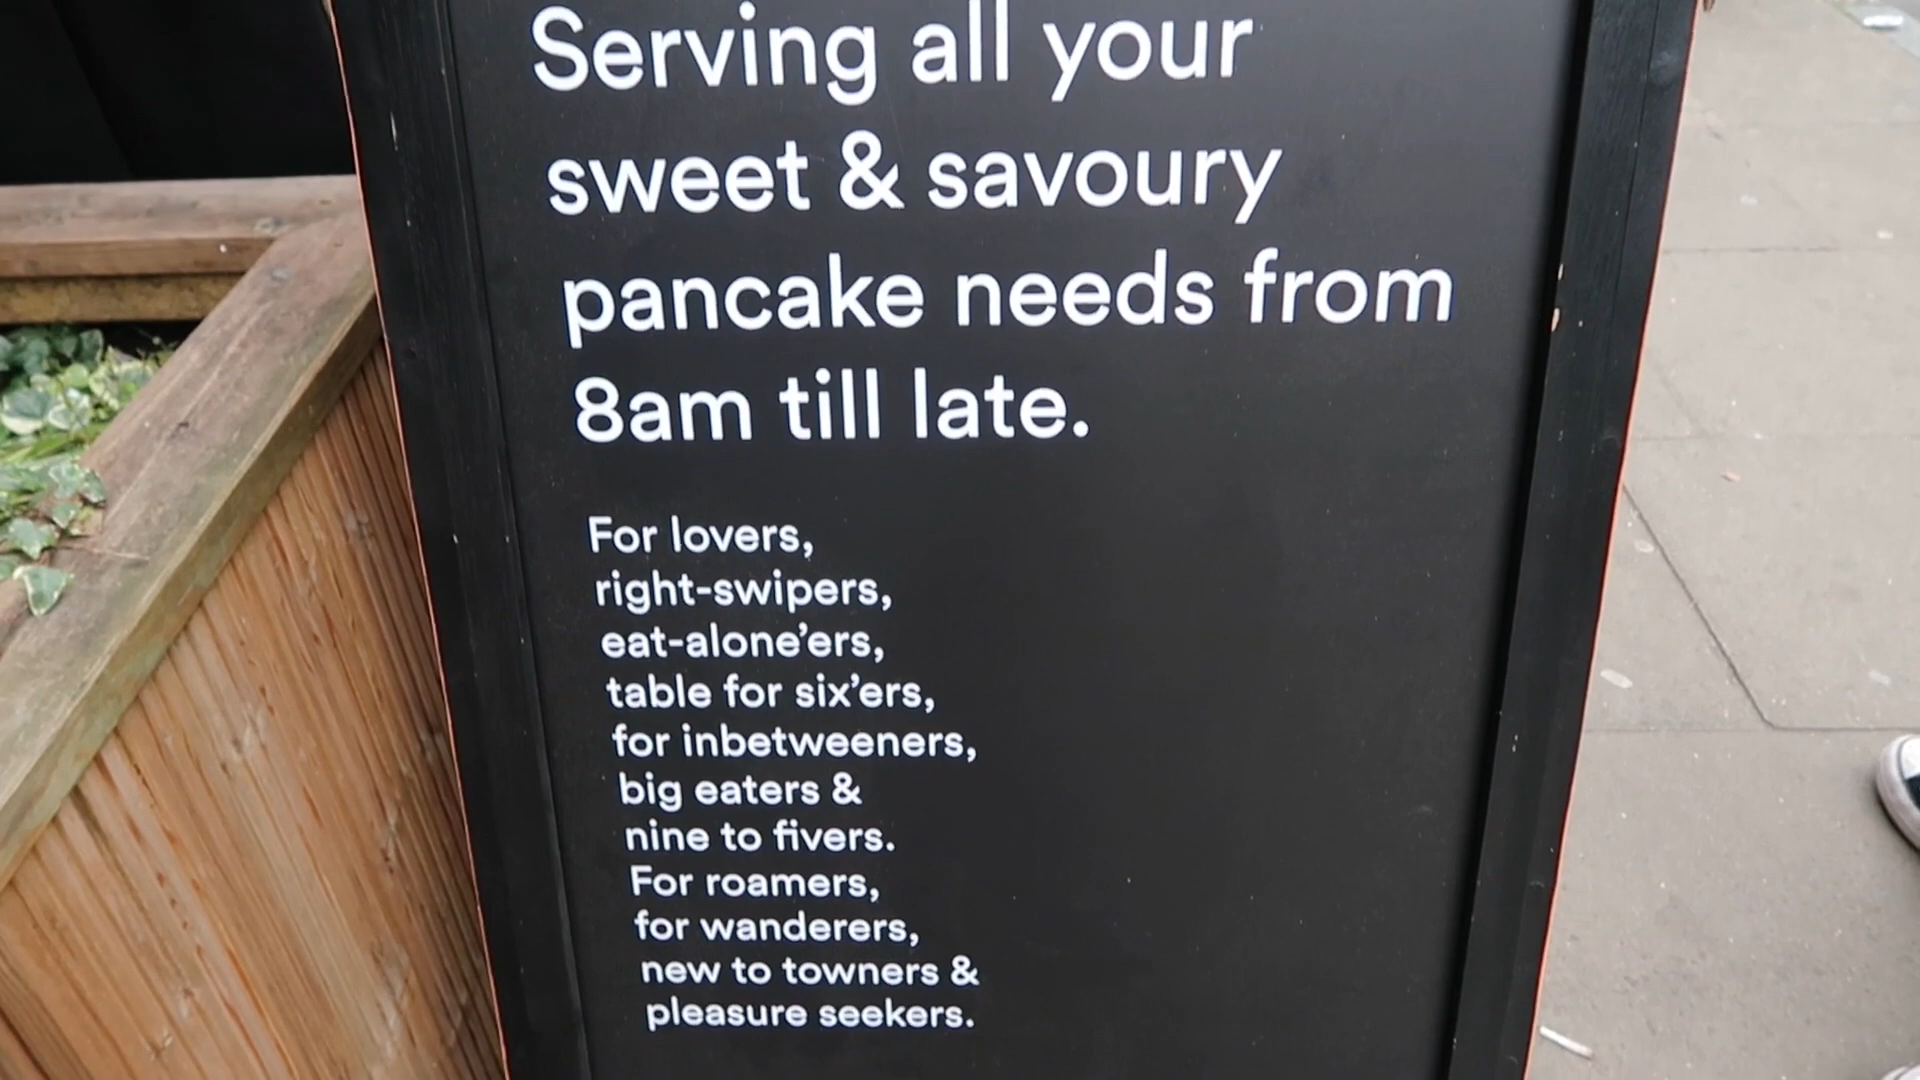 Serving all your
sweet & savoury
pancake needs from
8am till late.
For lovers,
right-swipers,
eat-alone’ers,
table for six’ers,
for inbetweeners,
big eaters &
nine to fivers.
For roamers,
for wanderers,
new to towners &
pleasure seekers.